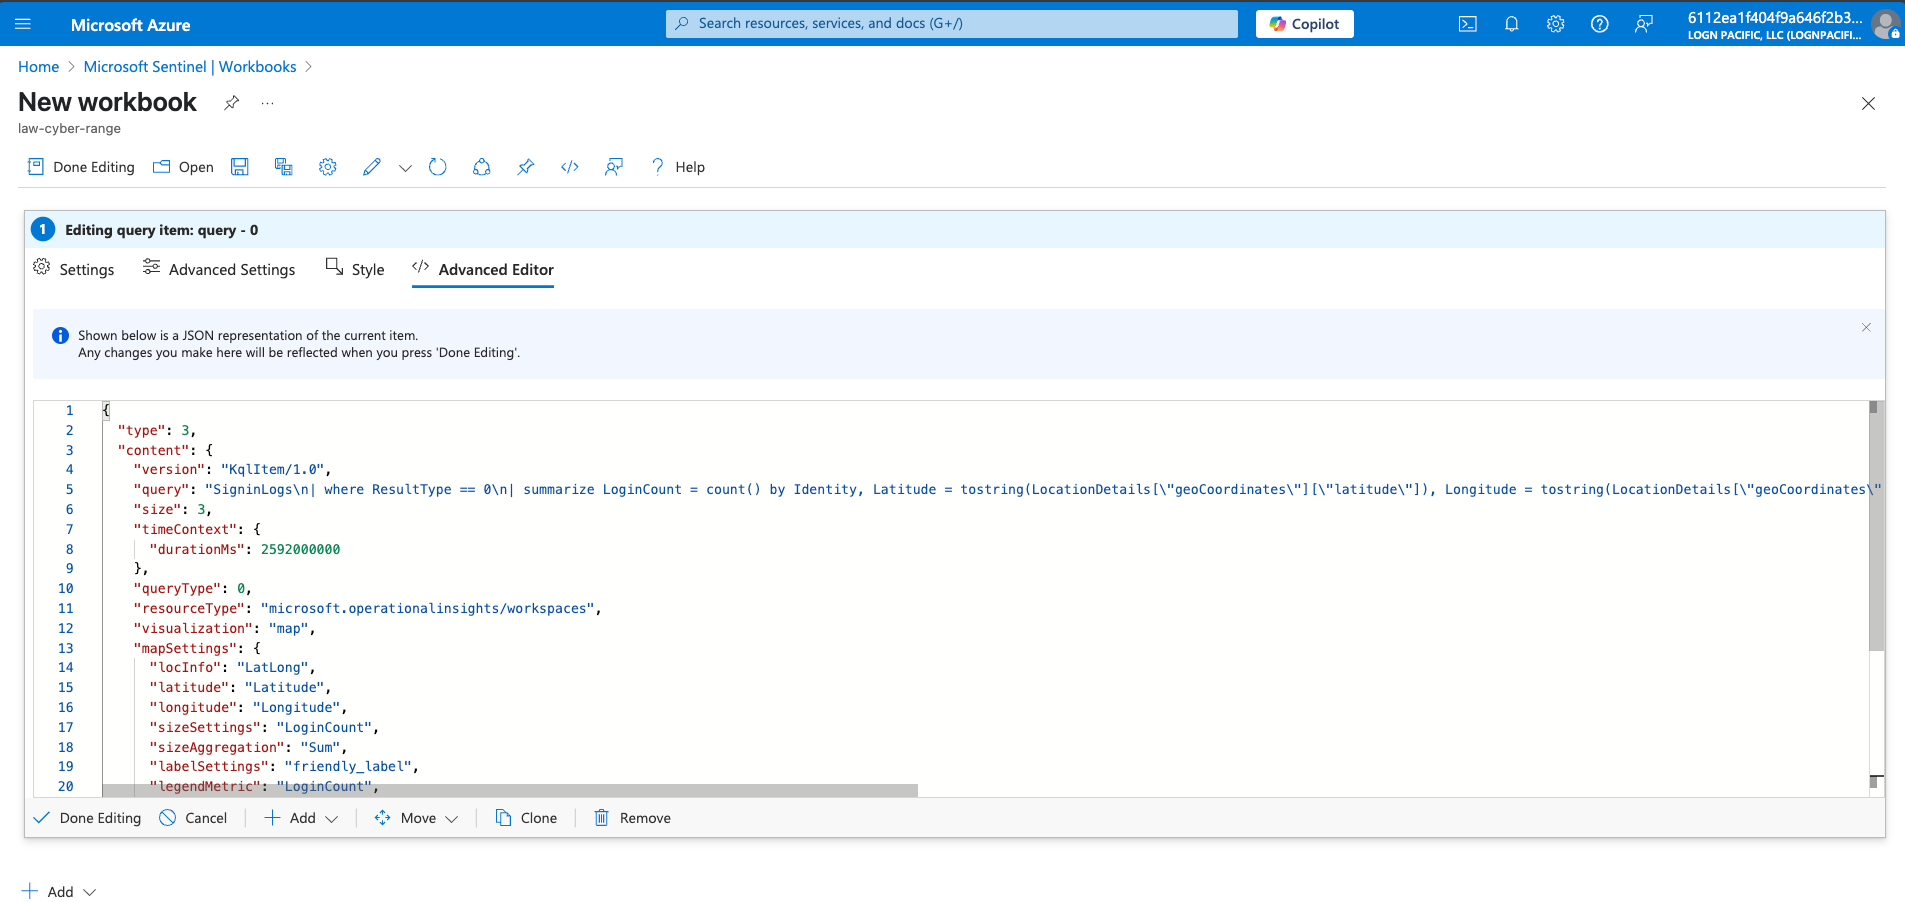 Microsoft Azure
Search resources, services, and docs (G+/)
Copilot
6112ea1f404f9a646f2b3...
LOGN PACIFIC, LLC (LOGNPACIFI...
Home > Microsoft Sentinel | Workbooks >
New workbook
...
law-cyber-range
Done Editing
Open
Help
1 Editing query item: query - 0
Settings
Advanced Settings
Style
</> Advanced Editor
Shown below is a JSON representation of the current item.
Any changes you make here will be reflected when you press 'Done Editing'.
1 {
2 "type": 3,
3 "content": {
4 "version": "KqlItem/1.0",
5 "query": "SigninLogs\n| where ResultType == 0\n| summarize LoginCount = count() by Identity, Latitude = tostring(LocationDetails[\"geoCoordinates\"][\"latitude\"]), Longitude = tostring(LocationDetails[\"geoCoordinates\"
6 "size": 3,
7 "timeContext": {
8 "durationMs": 2592000000
9 },
10 "queryType": 0,
11 "resourceType": "microsoft.operationalinsights/workspaces",
12 "visualization": "map",
13 "mapSettings": {
14 "locInfo": "LatLong",
15 "latitude": "Latitude",
16 "longitude": "Longitude",
17 "sizeSettings": "LoginCount",
18 "sizeAggregation": "Sum",
19 "labelSettings": "friendly_label",
20 "legendMetric": "LoginCount",
Done Editing
Cancel
Add
Move
Clone
Remove
Add